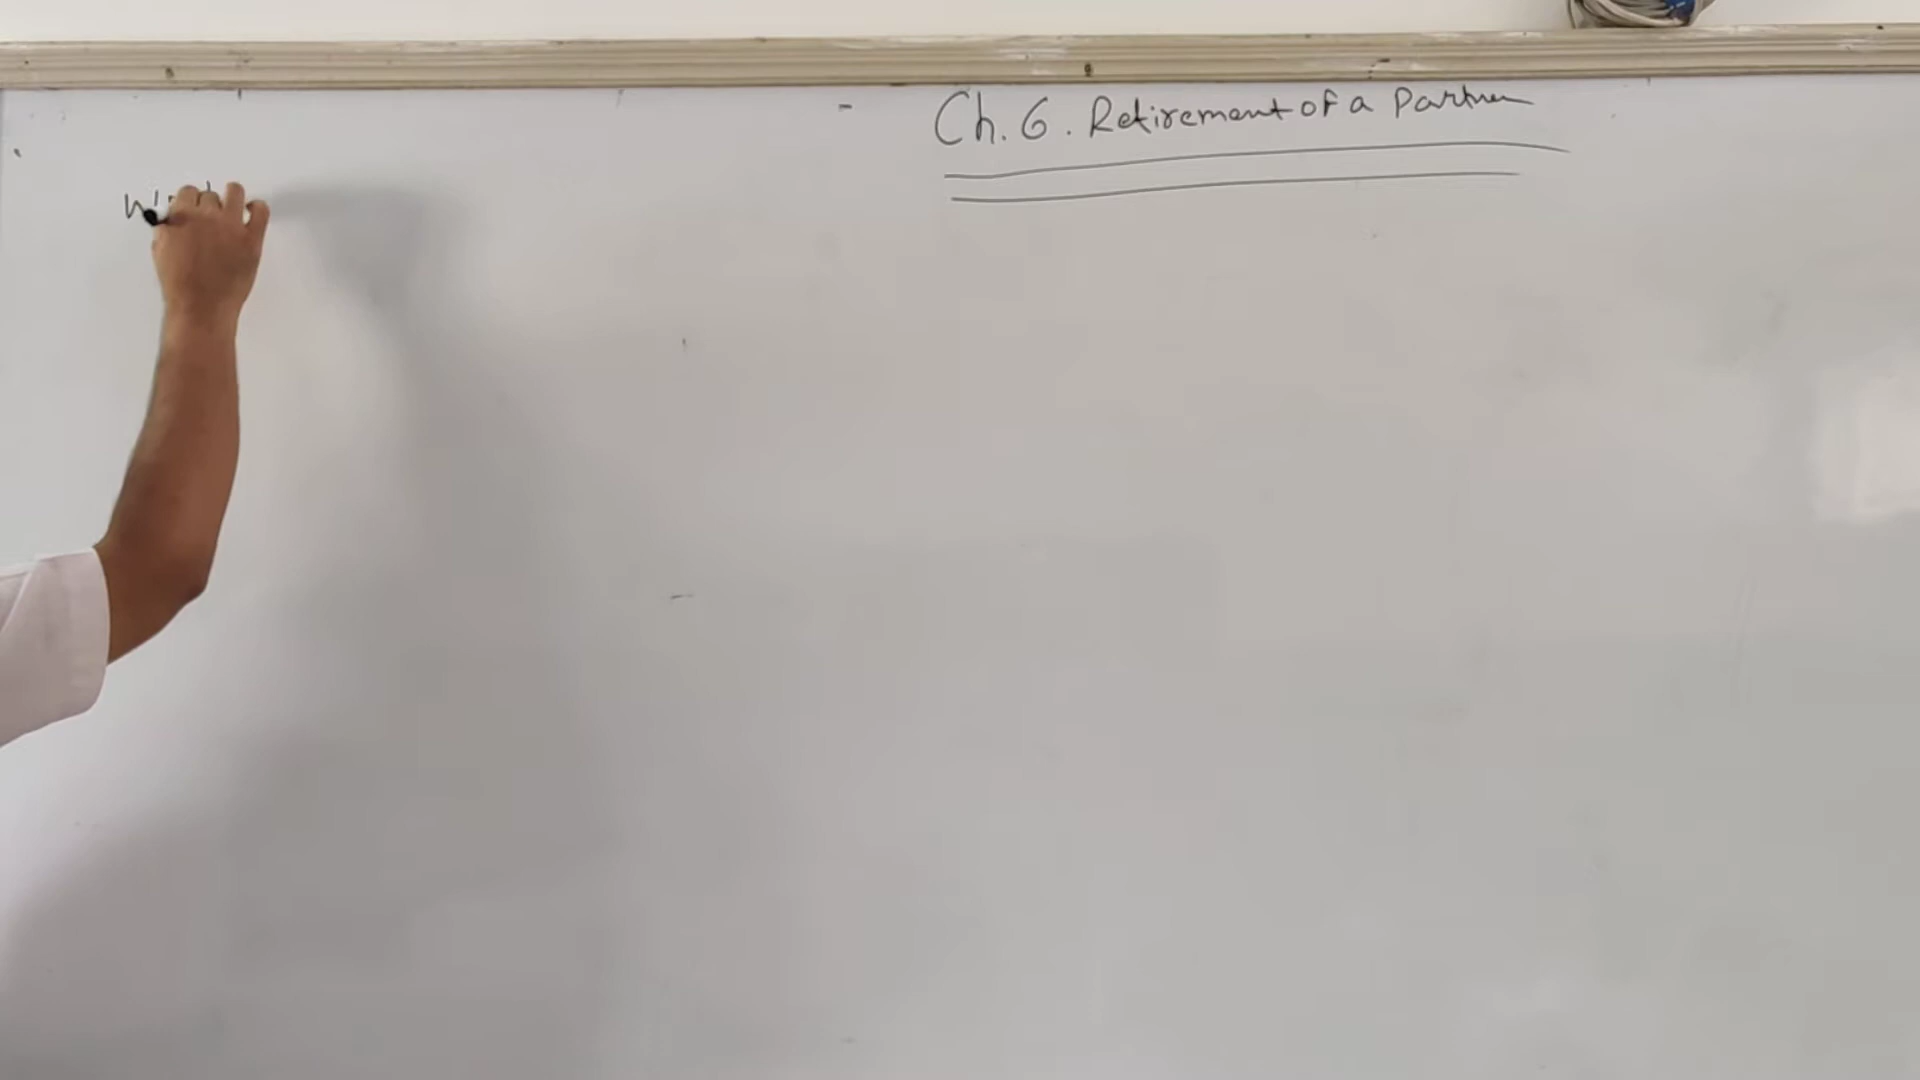 Ch. 6. Retirement of a Partner